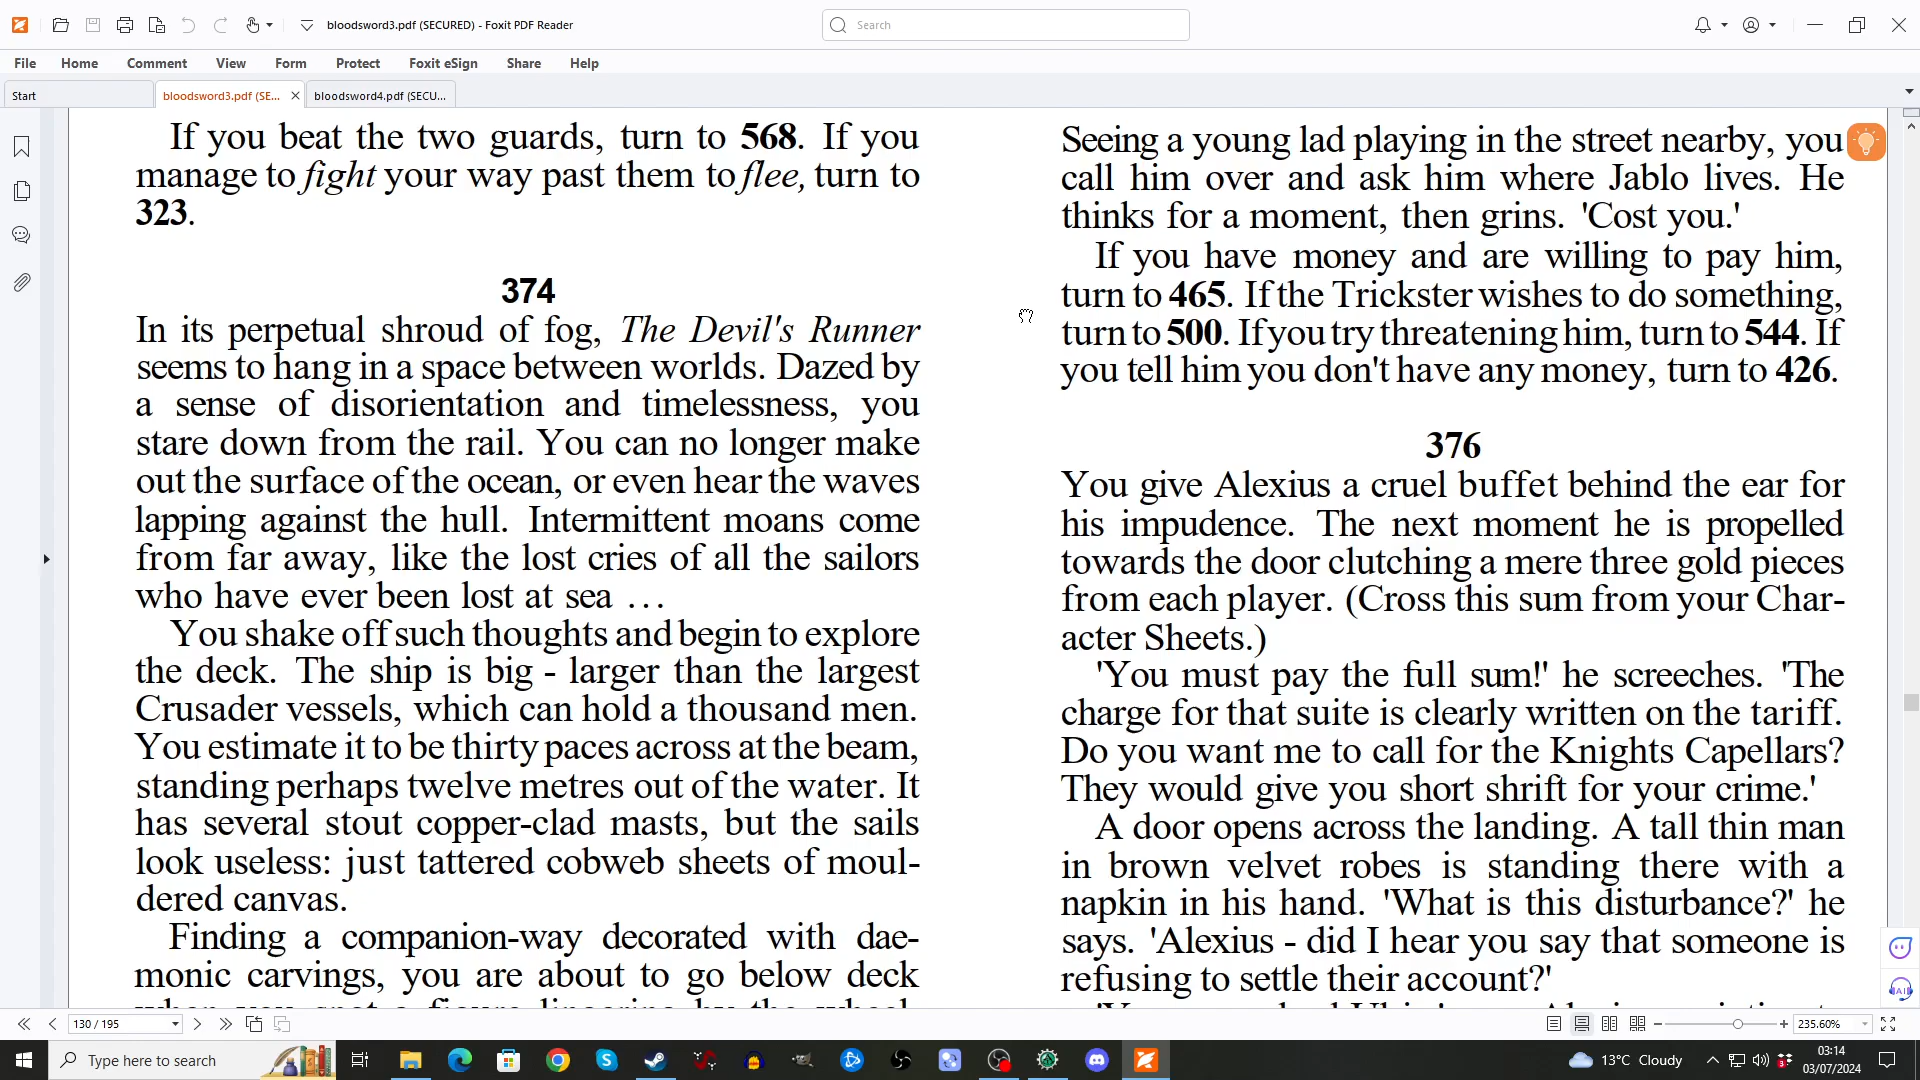 bloodsword3.pdf (SECURED) - Foxit PDF Reader
Search
File Home Comment View Form Protect Foxit eSign Share Help
Start
bloodsword3.pdf (SE...
bloodsword4.pdf (SECU...
If you beat the two guards, turn to 568. If you
manage to fight your way past them to flee, turn to
323.
374
In its perpetual shroud of fog, The Devil's Runner
seems to hang in a space between worlds. Dazed by
a sense of disorientation and timelessness, you
stare down from the rail. You can no longer make
out the surface of the ocean, or even hear the waves
lapping against the hull. Intermittent moans come
from far away, like the lost cries of all the sailors
who have ever been lost at sea ...
You shake off such thoughts and begin to explore
the deck. The ship is big - larger than the largest
Crusader vessels, which can hold a thousand men.
You estimate it to be thirty paces across at the beam,
standing perhaps twelve metres out of the water. It
has several stout copper-clad masts, but the sails
look useless: just tattered cobweb sheets of moul-
dered canvas.
Finding a companion-way decorated with dae-
monic carvings, you are about to go below deck
when you spot a figure lingering by the wheel.
Seeing a young lad playing in the street nearby, you
call him over and ask him where Jablo lives. He
thinks for a moment, then grins. 'Cost you.'
If you have money and are willing to pay him,
turn to 465. If the Trickster wishes to do something,
turn to 500. If you try threatening him, turn to 544. If
you tell him you don't have any money, turn to 426.
376
You give Alexius a cruel buffet behind the ear for
his impudence. The next moment he is propelled
towards the door clutching a mere three gold pieces
from each player. (Cross this sum from your Char-
acter Sheets.)
'You must pay the full sum!' he screeches. 'The
charge for that suite is clearly written on the tariff.
Do you want me to call for the Knights Capellars?
They would give you short shrift for your crime.'
A door opens across the landing. A tall thin man
in brown velvet robes is standing there with a
napkin in his hand. 'What is this disturbance?' he
says. 'Alexius - did I hear you say that someone is
refusing to settle their account?'
130 / 195
235.60%
Type here to search
13°C Cloudy
03:14
03/07/2024